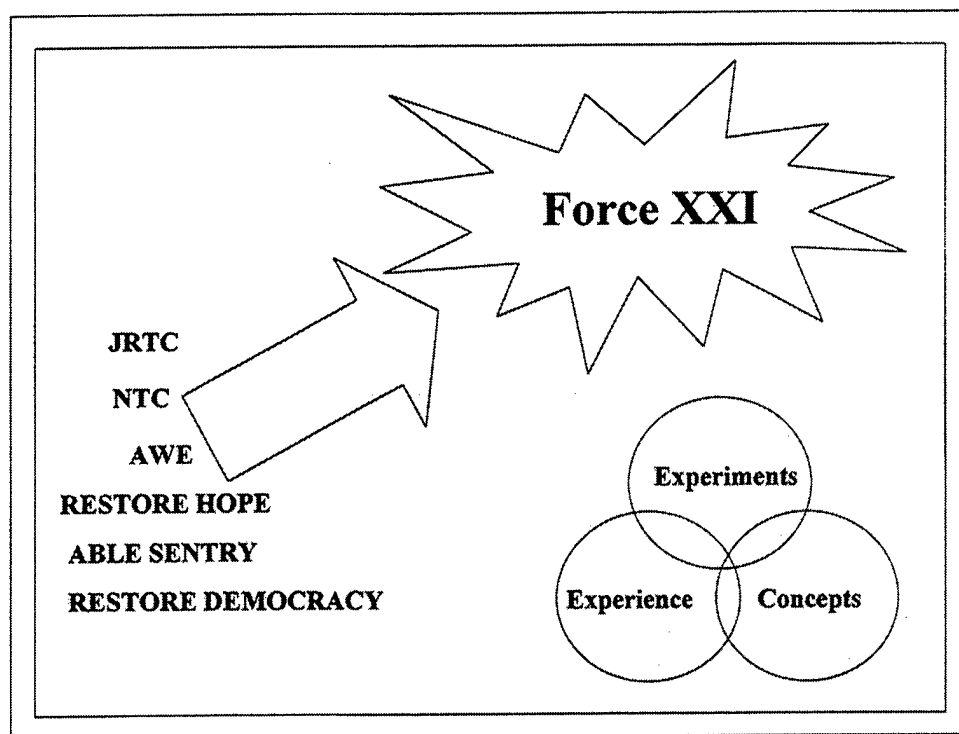 Force XXI
JRTC
NTC
AWE
RESTORE HOPE
ABLE SENTRY
RESTORE DEMOCRACY
Experiments
Experience
Concepts